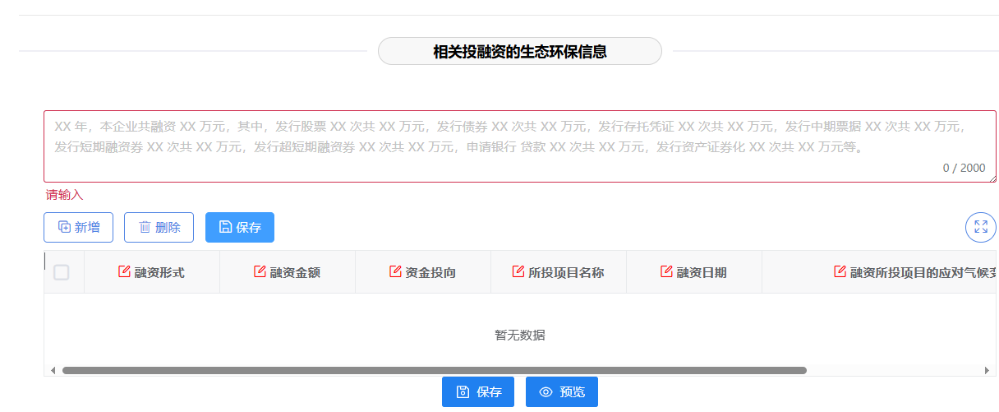 相关投融资的生态环保信息
XX 年，本企业共融资 XX 万元，其中，发行股票 XX 次共 XX 万元，发行债券 XX 次共 XX 万元，发行存托凭证 XX 次共 XX 万元，发行中期票据 XX 次共 XX 万元，
发行短期融资券 XX 次共 XX 万元，发行超短期融资券 XX 次共 XX 万元，申请银行 贷款 XX 次共 XX 万元，发行资产证券化 XX 次共 XX 万元等。
0 / 2000
请输入
新增 删除 保存
融资形式 融资金额 资金投向 所投项目名称 融资日期 融资所投项目的应对气候
暂无数据
保存 预览